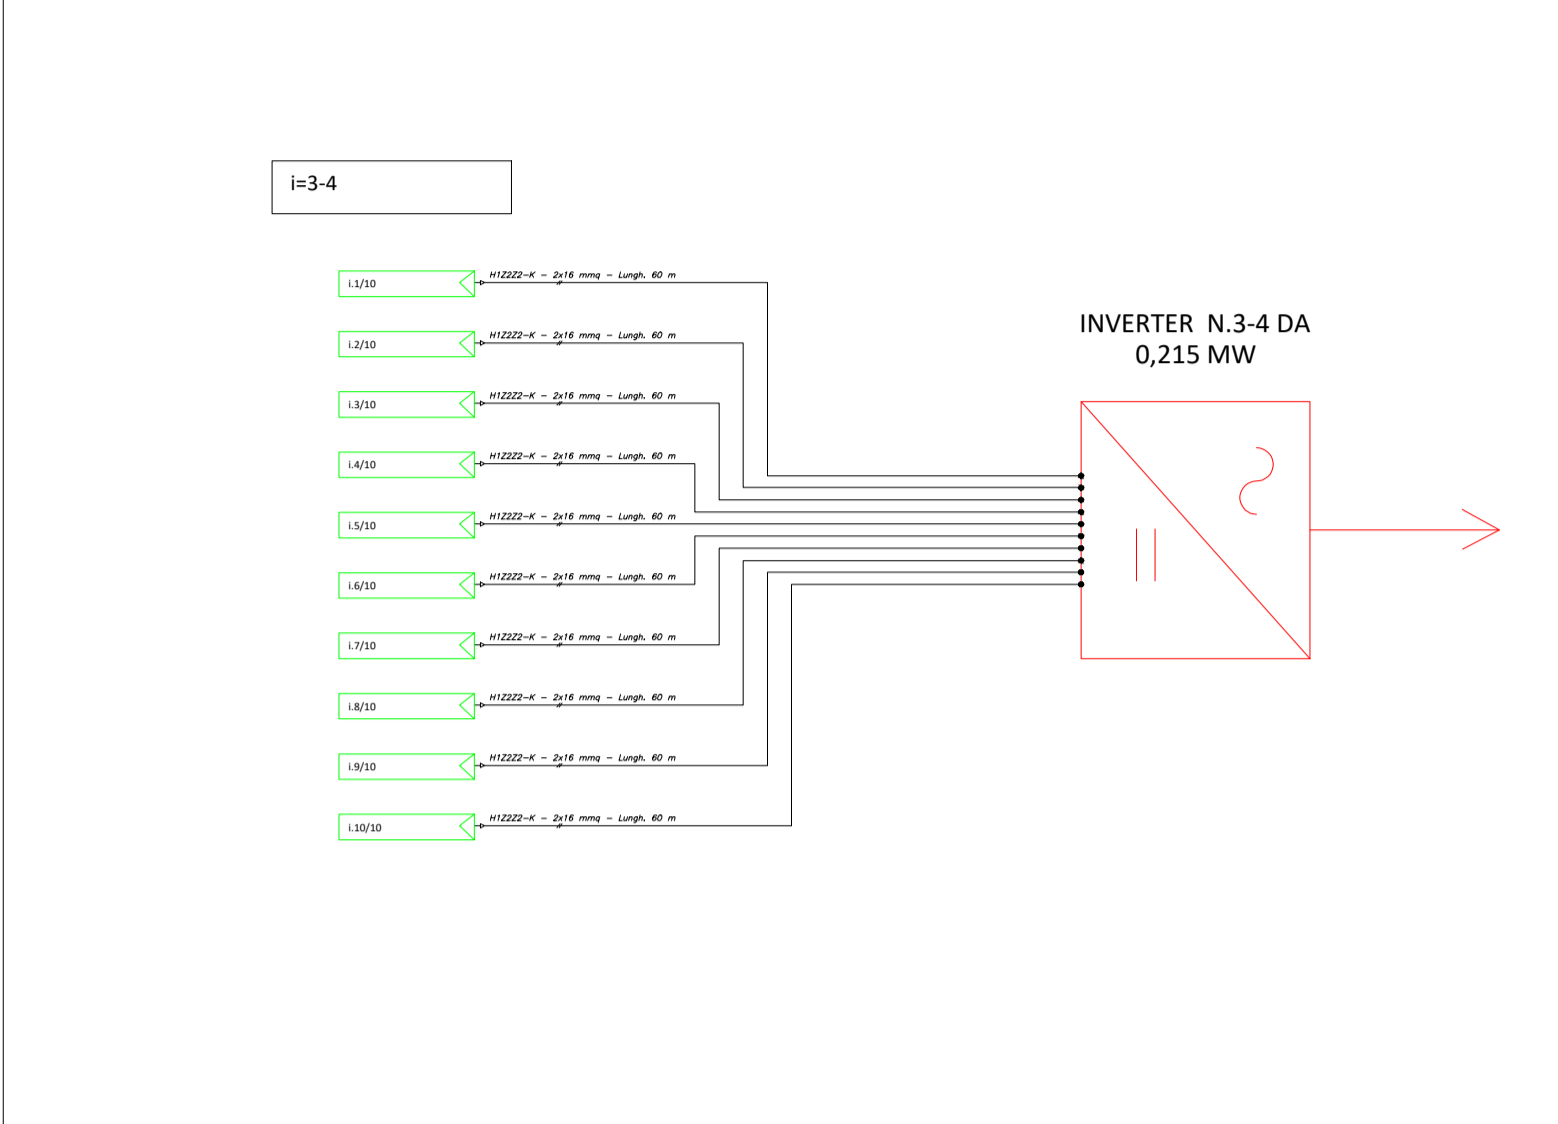 i=3-4
i.1/10
H1Z2Z2-K - 2x16 mmq - Lungh. 60 m
i.2/10
H1Z2Z2-K - 2x16 mmq - Lungh. 60 m
i.3/10
H1Z2Z2-K - 2x16 mmq - Lungh. 60 m
i.4/10
H1Z2Z2-K - 2x16 mmq - Lungh. 60 m
i.5/10
H1Z2Z2-K - 2x16 mmq - Lungh. 60 m
i.6/10
H1Z2Z2-K - 2x16 mmq - Lungh. 60 m
i.7/10
H1Z2Z2-K - 2x16 mmq - Lungh. 60 m
i.8/10
H1Z2Z2-K - 2x16 mmq - Lungh. 60 m
i.9/10
H1Z2Z2-K - 2x16 mmq - Lungh. 60 m
i.10/10
H1Z2Z2-K - 2x16 mmq - Lungh. 60 m
INVERTER N.3-4 DA
0,215 MW